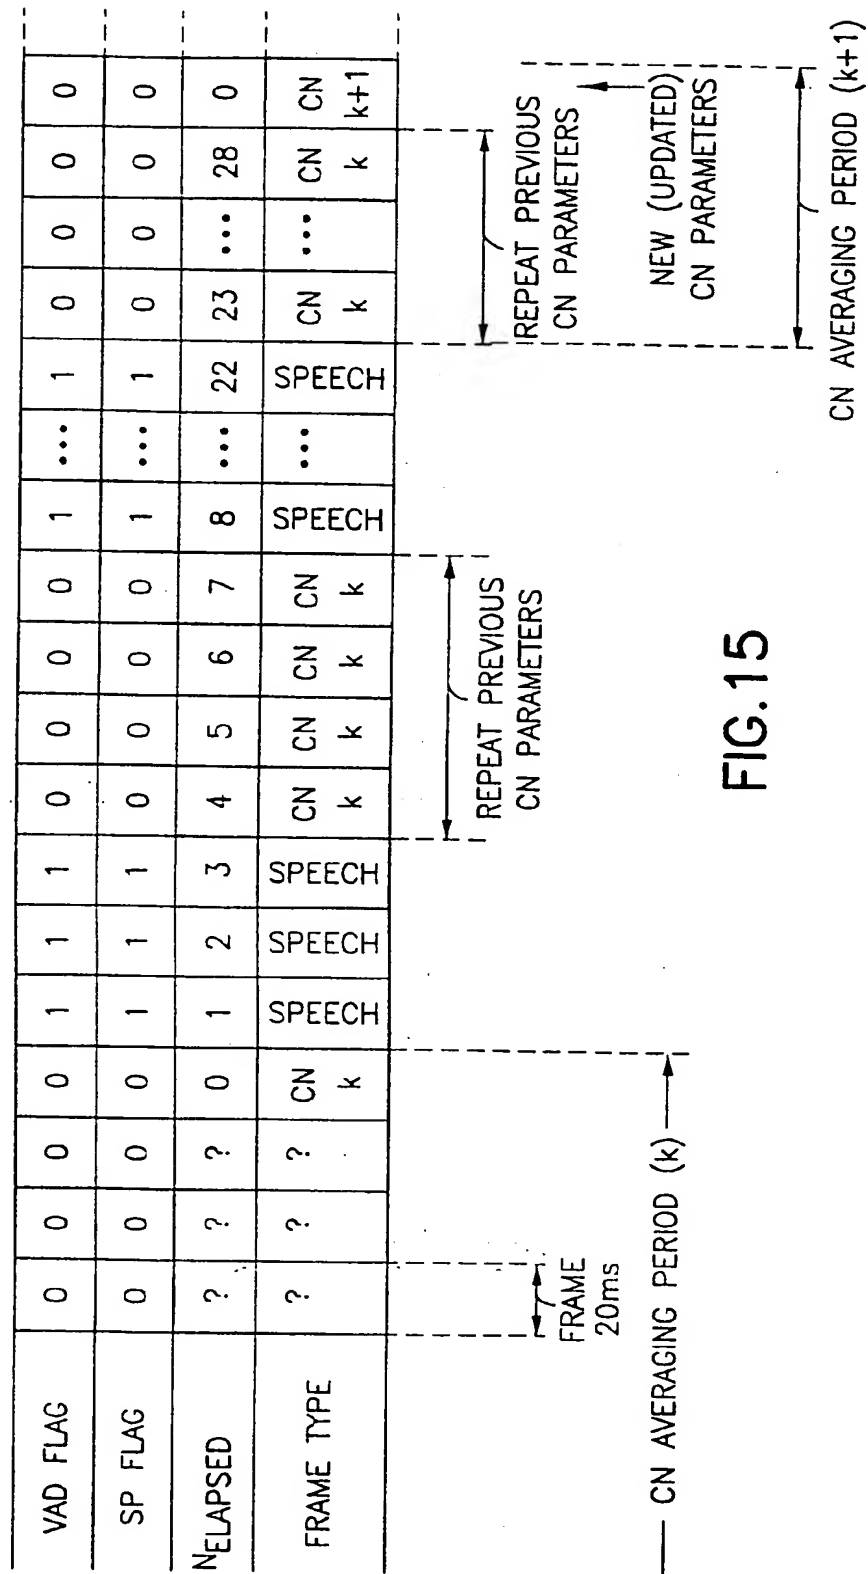 VAD FLAG 0 0 0 0 1 1 1 0 0 0 0 1 ... 1 0 0 0 0
SP FLAG 0 0 0 0 1 1 1 0 0 0 0 1 ... 1 0 0 0 0
NELAPSED ? ? ? 0 1 2 3 4 5 6 7 8 ... 22 23 ... 28 0
FRAME TYPE ? ? ? CN k SPEECH SPEECH SPEECH CN k CN k CN k CN k SPEECH ... SPEECH CN k ... CN k CN k+1
FRAME
20ms
REPEAT PREVIOUS
CN PARAMETERS
REPEAT PREVIOUS
CN PARAMETERS
NEW (UPDATED)
CN PARAMETERS
CN AVERAGING PERIOD (k)
CN AVERAGING PERIOD (k+1)
FIG.15